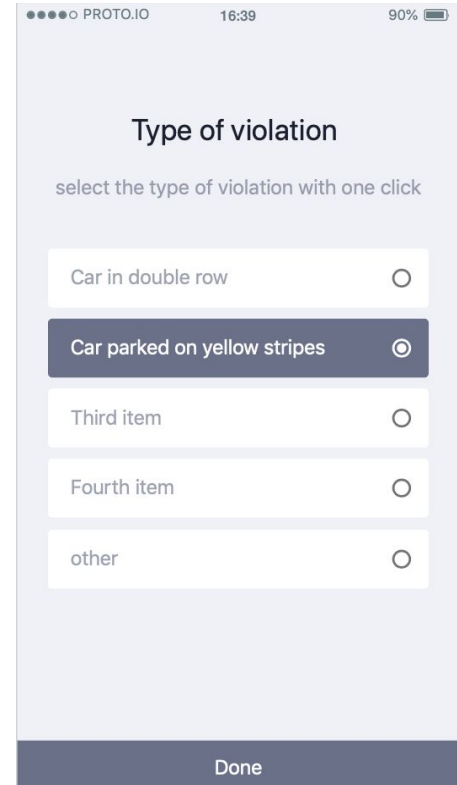 PROTO.IO 16:39 90%
Type of violation
select the type of violation with one click
Car in double row
Car parked on yellow stripes
Third item
Fourth item
other
Done